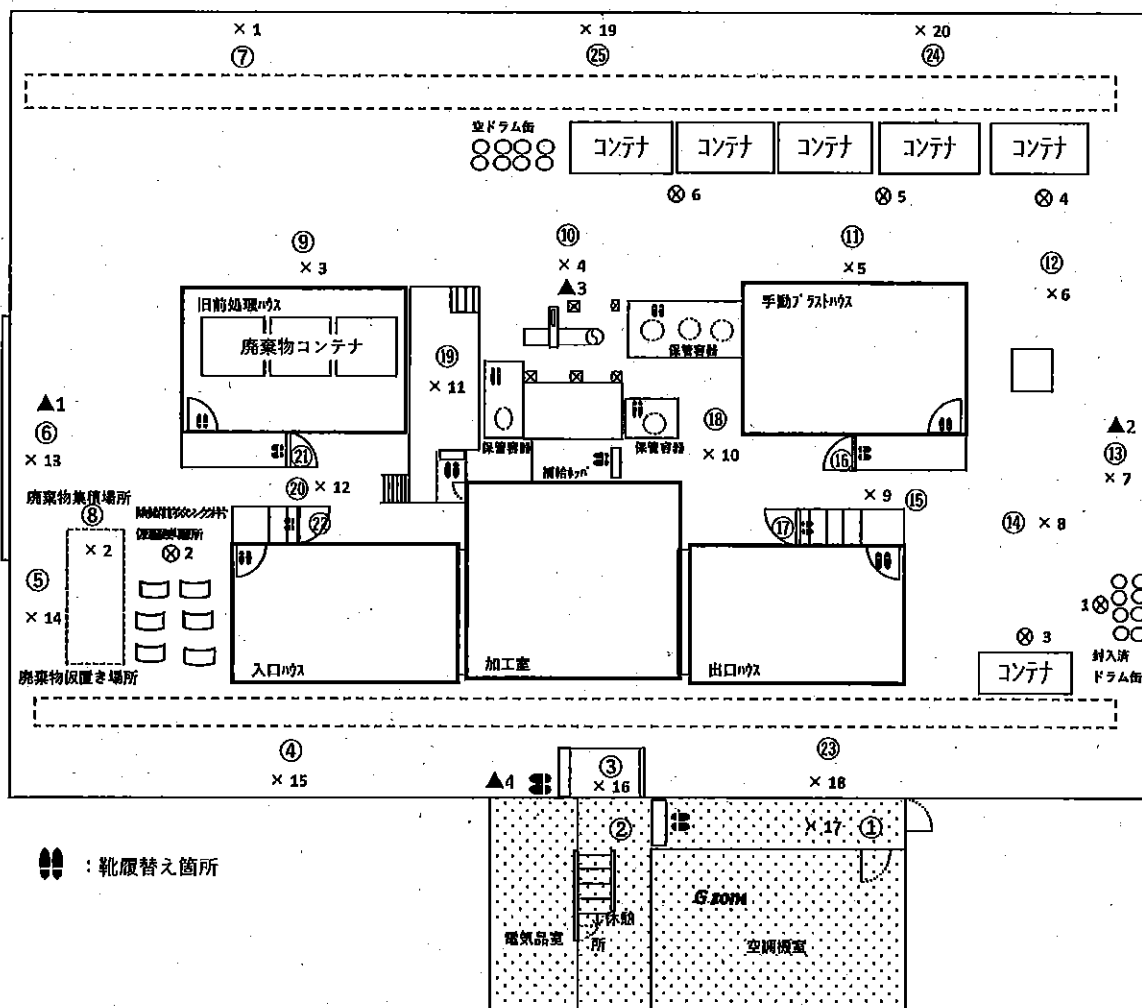 × 1
× 19
× 20
⑦
㉕
㉔
空ドラム缶
コンテナ
コンテナ
コンテナ
コンテナ
コンテナ
⊗ 6
⊗ 5
⊗ 4
⑨
⑩
⑪
⑫
× 3
× 4
× 5
× 6
▲3
旧前処理ハウス
手動ブラストハウス
廃棄物コンテナ
保管容器
⑲
× 11
▲1
⑥
× 13
⑱
▲2
⑬
× 7
保管容器
保管容器
× 10
㉑
⑯
補給ホッパ
⑳
× 12
× 9
⑮
廃棄物集積場所
⑧
㉒
⑰
⑭
× 8
× 2
⊗ 2
⑤
× 14
1 ⊗
⊗ 3
廃棄物仮置き場所
入口ハウス
加工室
出口ハウス
コンテナ
封入済
ドラム缶
④
㉓
× 15
▲4
③
× 16
× 18
②
× 17
①
:靴履替え箇所
G zone
電気品室
所
空調機室